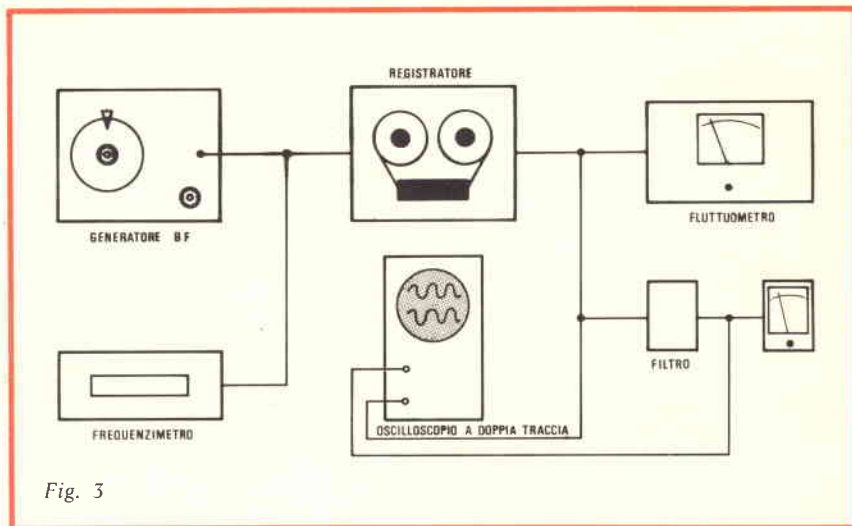 REGISTRATORE
GENERATORE BF
FLUTTUOMETRO
FREQUENZIMETRO
OSCILLOSCOPIO A DOPPIA TRACCIA
FILTRO
Fig. 3